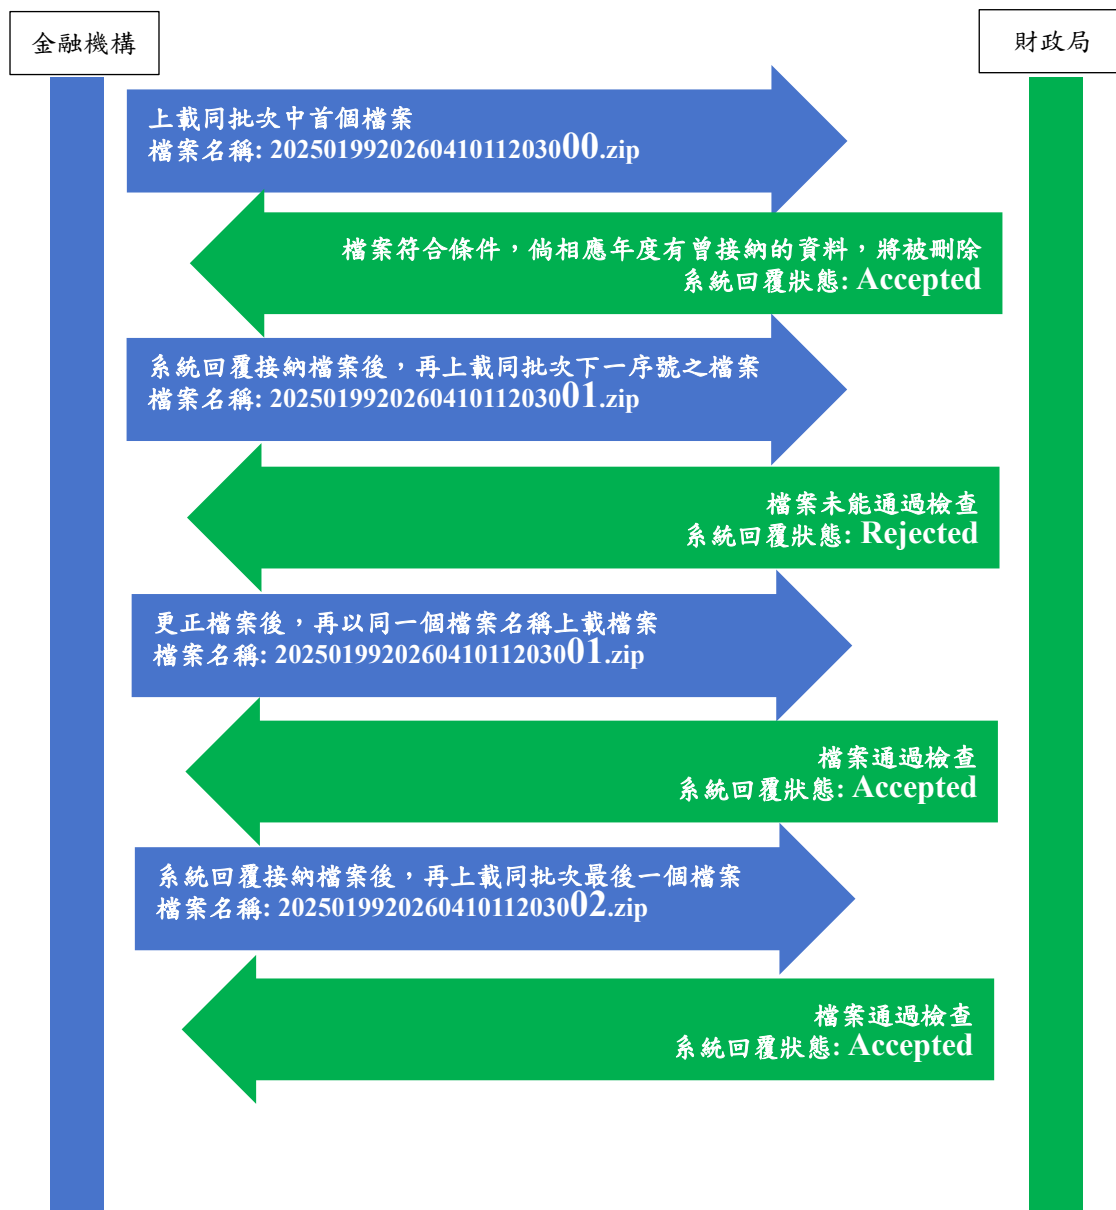 金融機構
財政局
上載同批次中首個檔案
檔案名稱: 20250199202604101120300​0.zip
檔案符合條件，倘相應年度有曾接納的資料，將被刪除
系統回覆狀態: Accepted
系統回覆接納檔案後，再上載同批次下一序號之檔案
檔案名稱: 202501992026041011203001.zip
檔案未能通過檢查
系統回覆狀態: Rejected
更正檔案後，再以同一個檔案名稱上載檔案
檔案名稱: 202501992026041011203001.zip
檔案通過檢查
系統回覆狀態: Accepted
系統回覆接納檔案後，再上載同批次最後一個檔案
檔案名稱: 202501992026041011203002.zip
檔案通過檢查
系統回覆狀態: Accepted